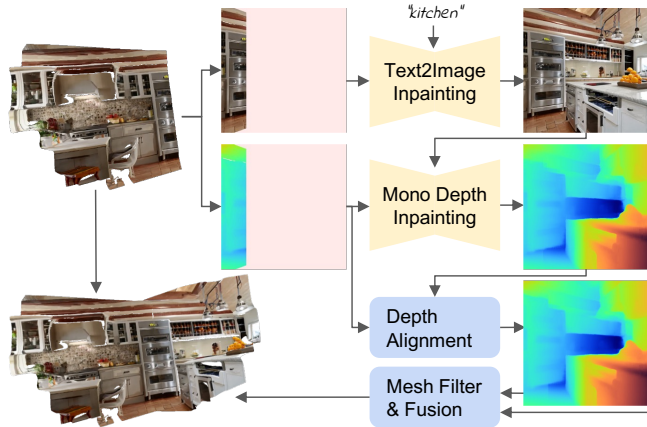 "kitchen"
Text2Image
Inpainting
Mono Depth
Inpainting
Depth
Alignment
Mesh Filter
& Fusion